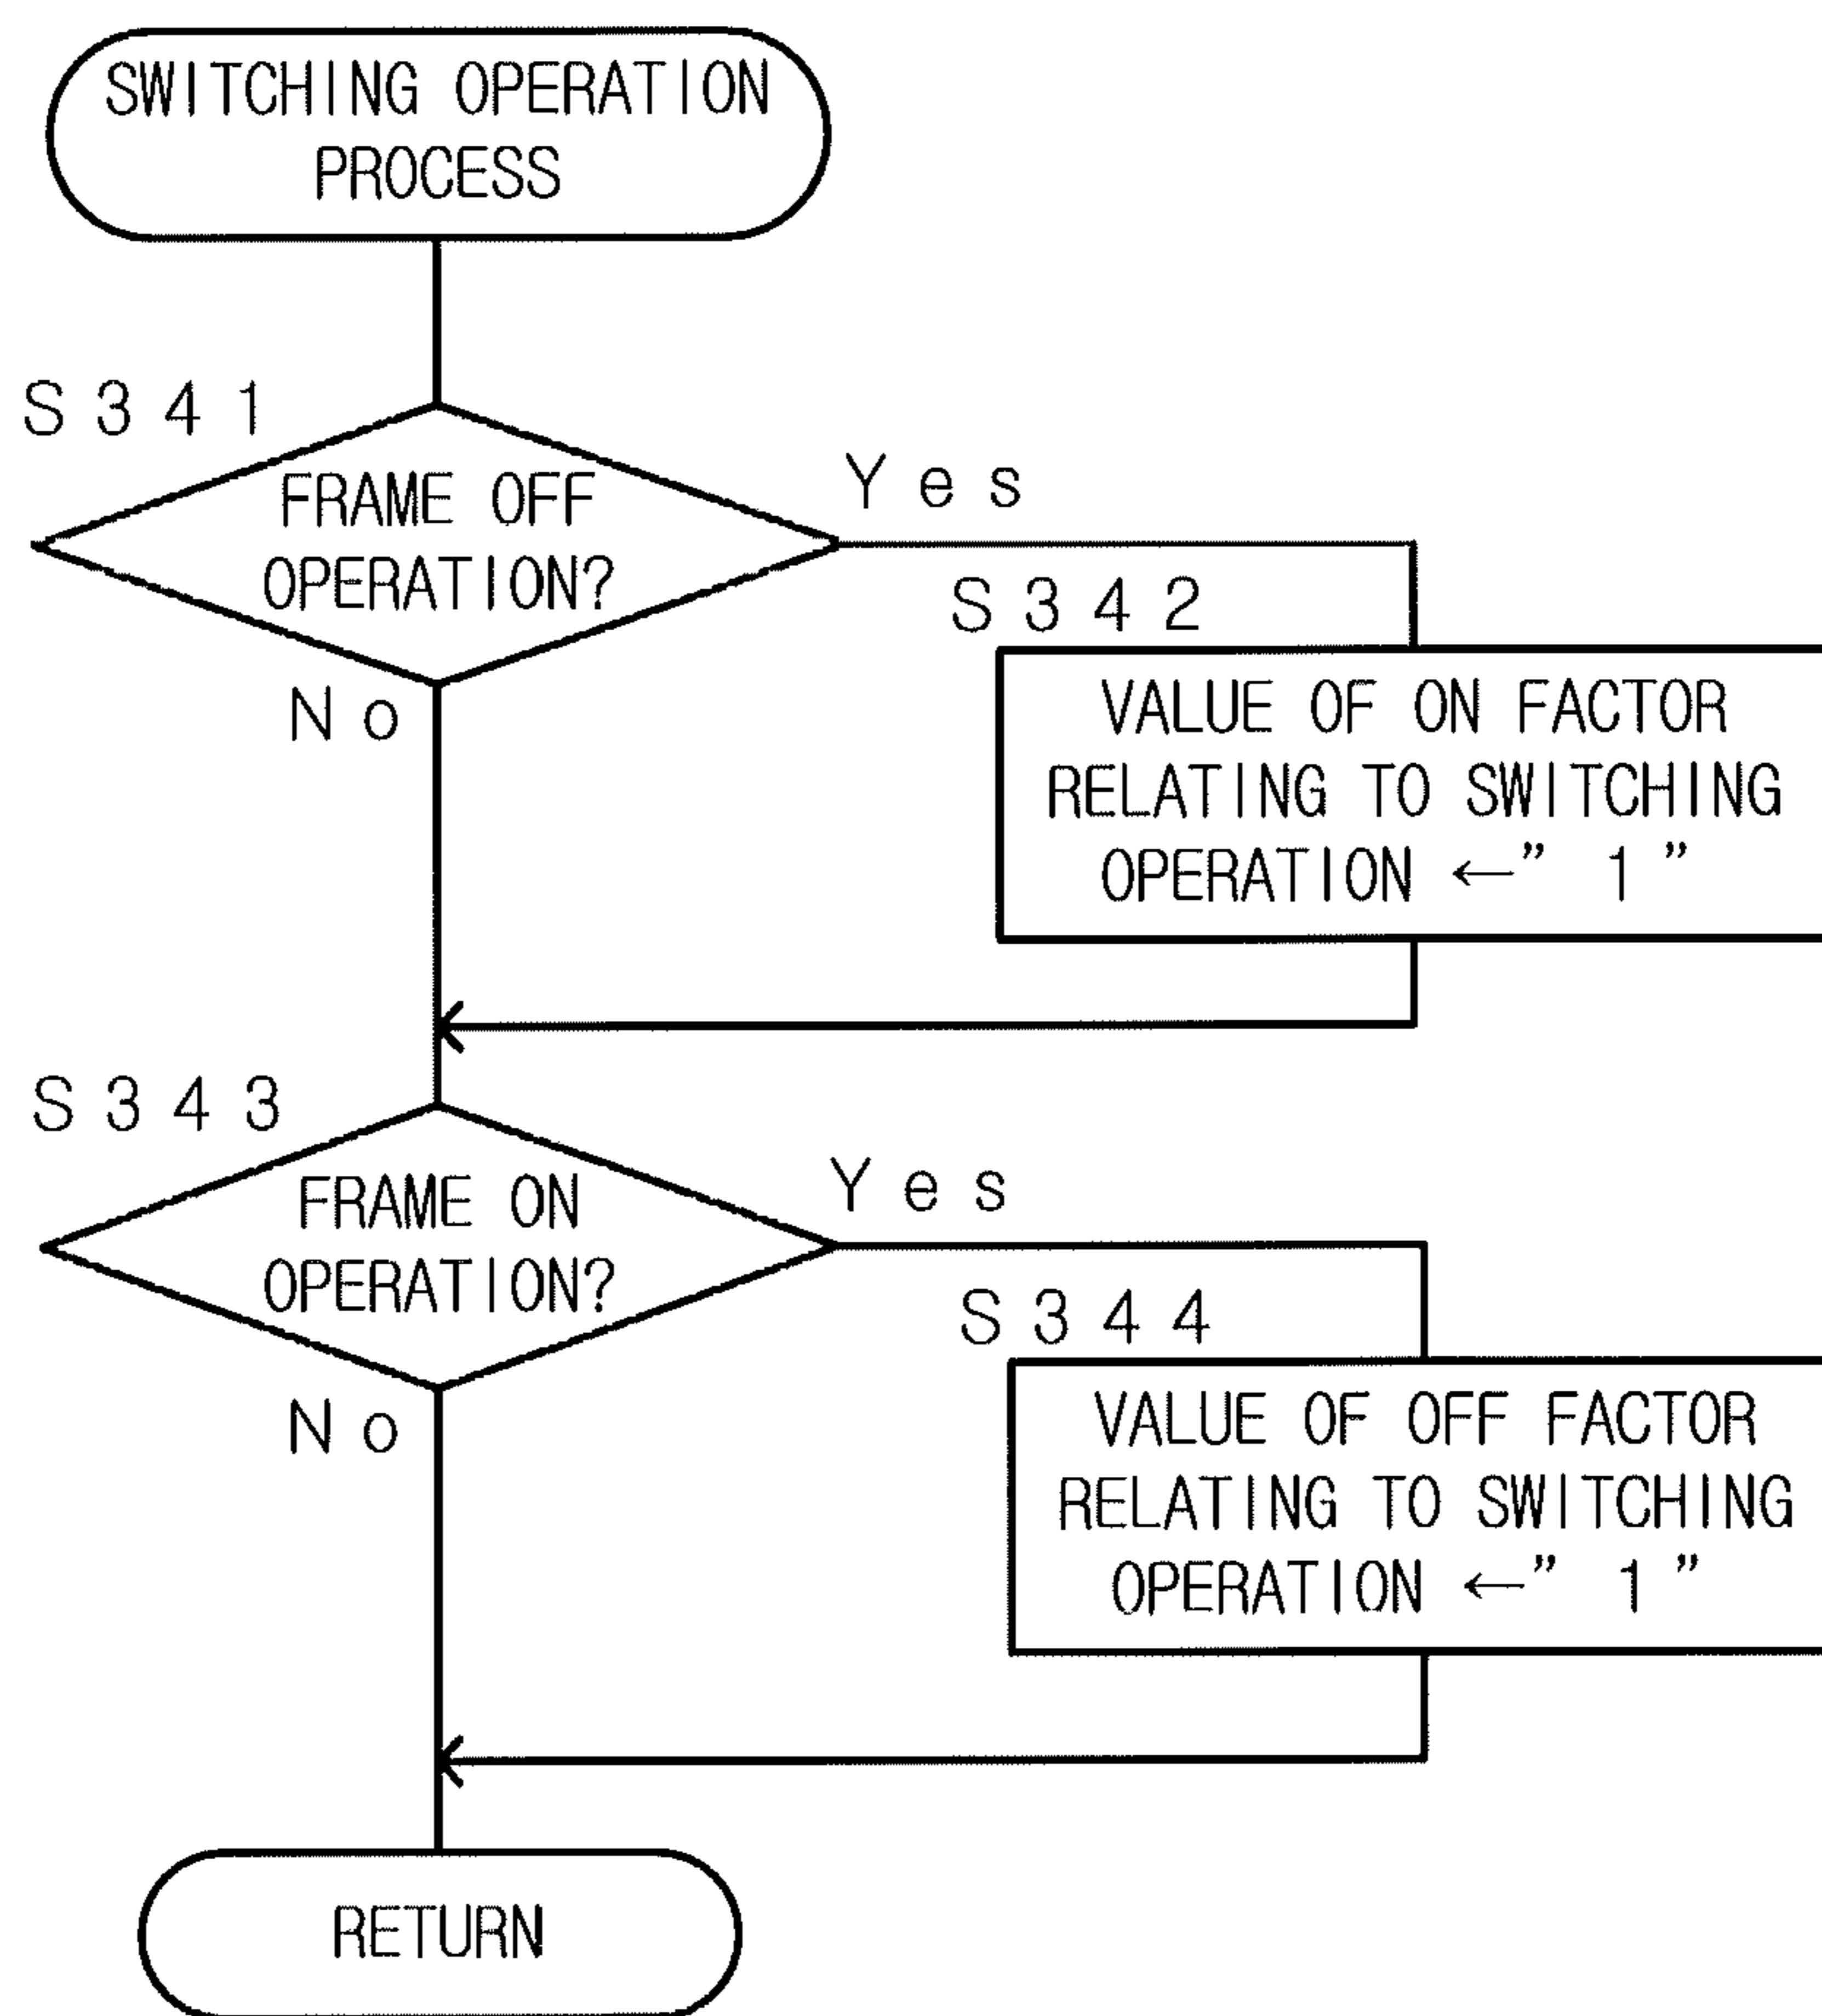 SWITCHING OPERATION
PROCESS
S341
FRAME OFF
OPERATION?
Yes
No
S342
VALUE OF ON FACTOR
RELATING TO SWITCHING
OPERATION ←” 1 ”
S343
FRAME ON
OPERATION?
Yes
No
S344
VALUE OF OFF FACTOR
RELATING TO SWITCHING
OPERATION ←” 1 ”
RETURN